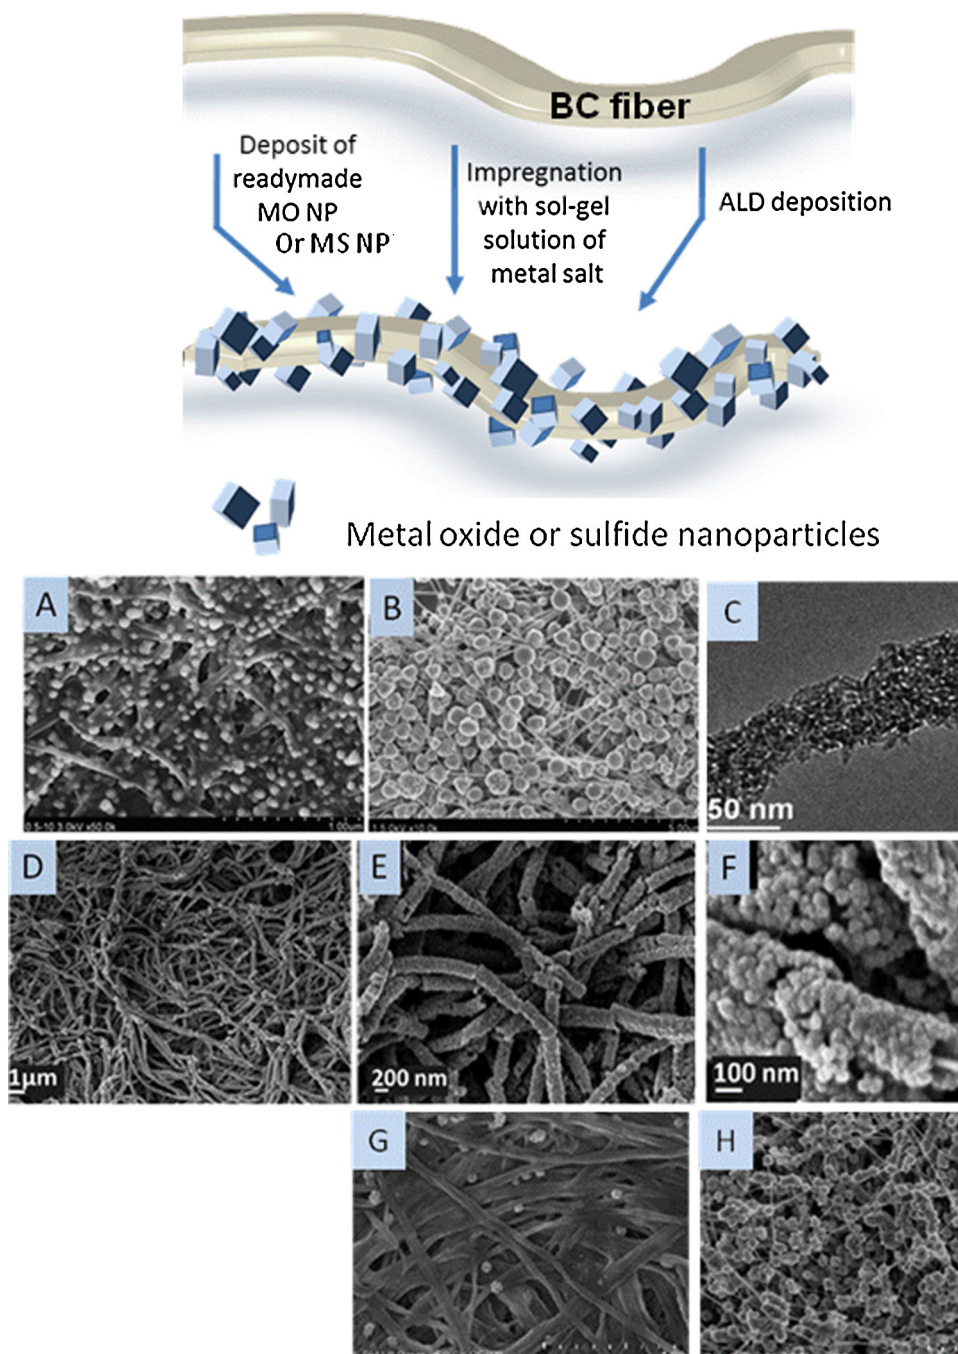 BC fiber
Deposit of
readymade
MO NP
Or MS NP
Impregnation
with sol-gel
solution of
metal salt
ALD deposition
Metal oxide or sulfide nanoparticles
A
B
C
50 nm
D
E
F
1µm
200 nm
100 nm
G
H